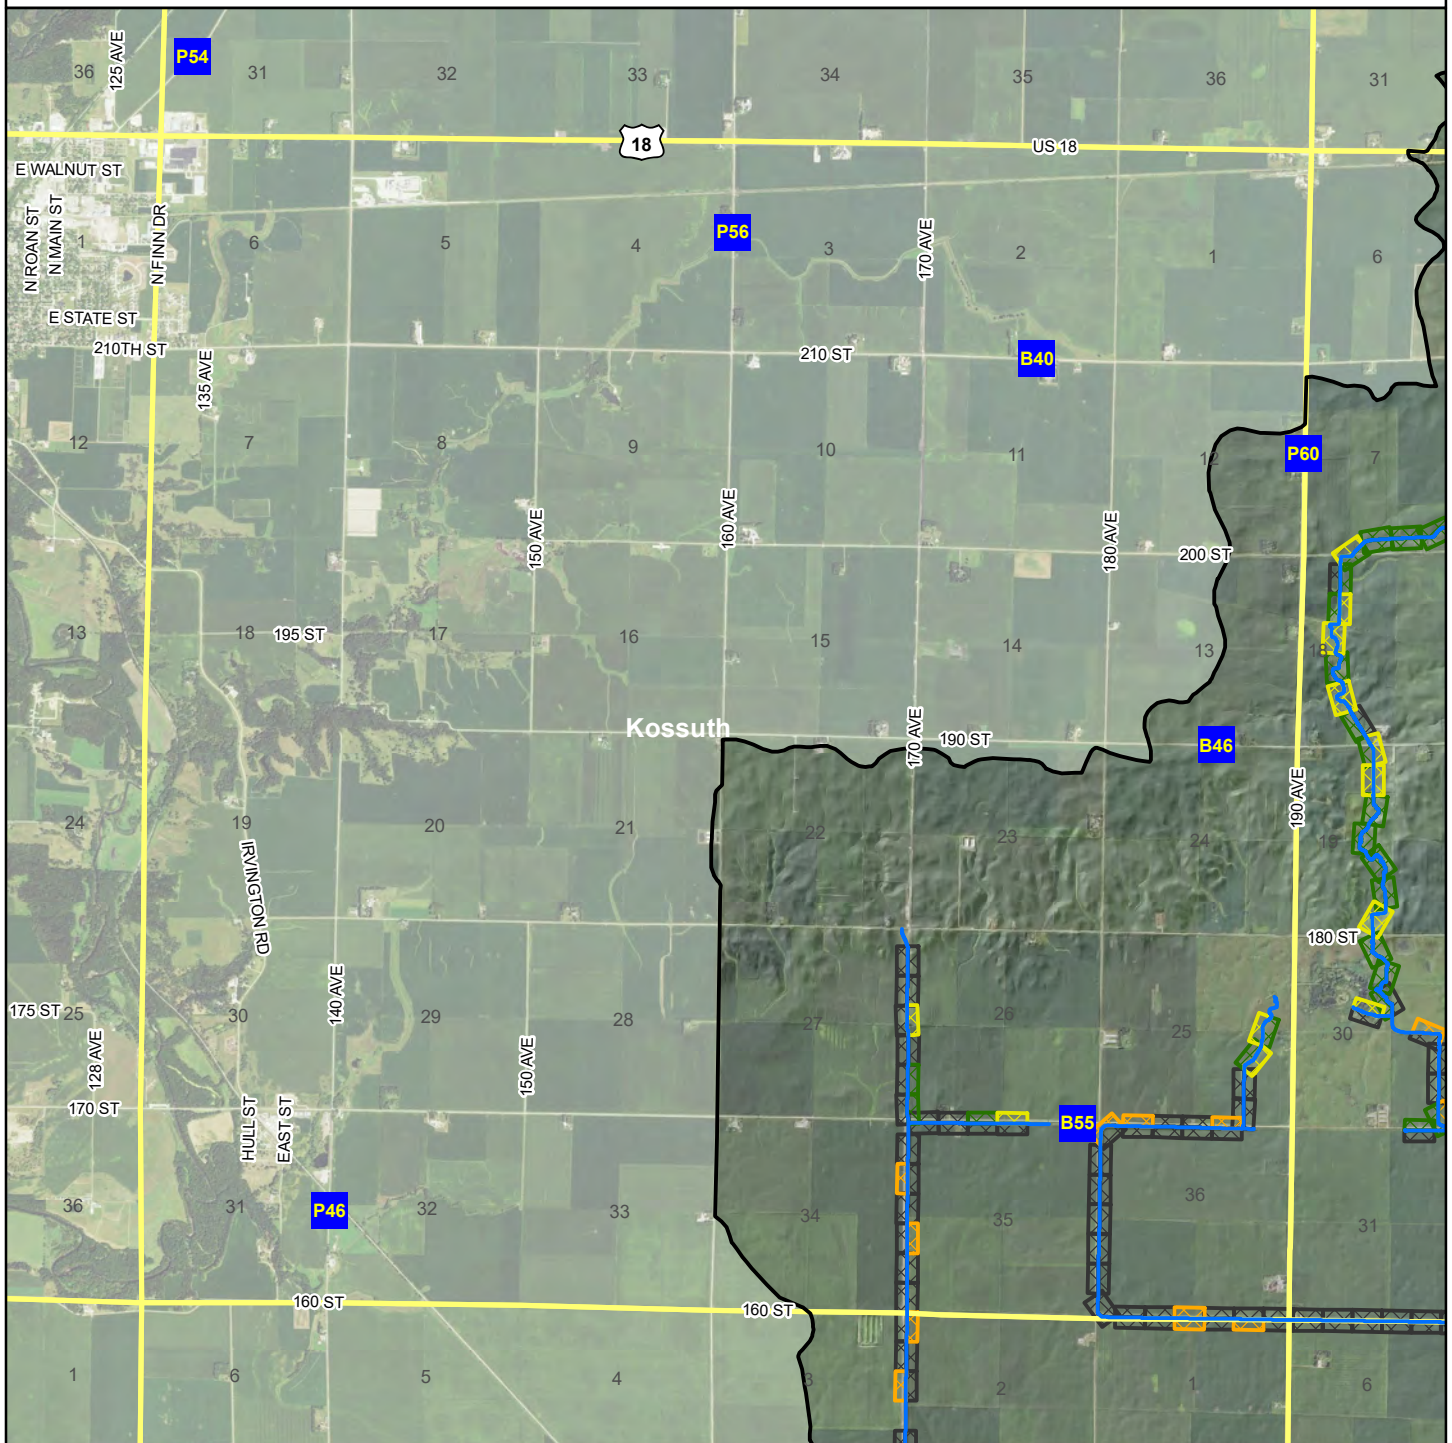 125 AVE
P54
36
31
32
33
34
35
36
31
18
US 18
E WALNUT ST
N ROAN ST
N MAIN ST
1
N FINN DR
6
5
4
P56
3
170 AVE
2
1
6
E STATE ST
210TH ST
135 AVE
210 ST
B40
12
7
8
9
10
11
12
P60
7
150 AVE
160 AVE
180 AVE
200 ST
13
18
195 ST
17
16
15
14
13
18
Kossuth
170 AVE
190 ST
B46
190 AVE
24
19
20
21
22
23
24
19
IRVINGTON RD
180 ST
175 ST
25
30
140 AVE
29
28
27
26
25
30
128 AVE
150 AVE
170 ST
HULL ST
EAST ST
B55
36
31
P46
32
33
34
35
36
31
160 ST
160 ST
1
6
5
4
3
2
1
6